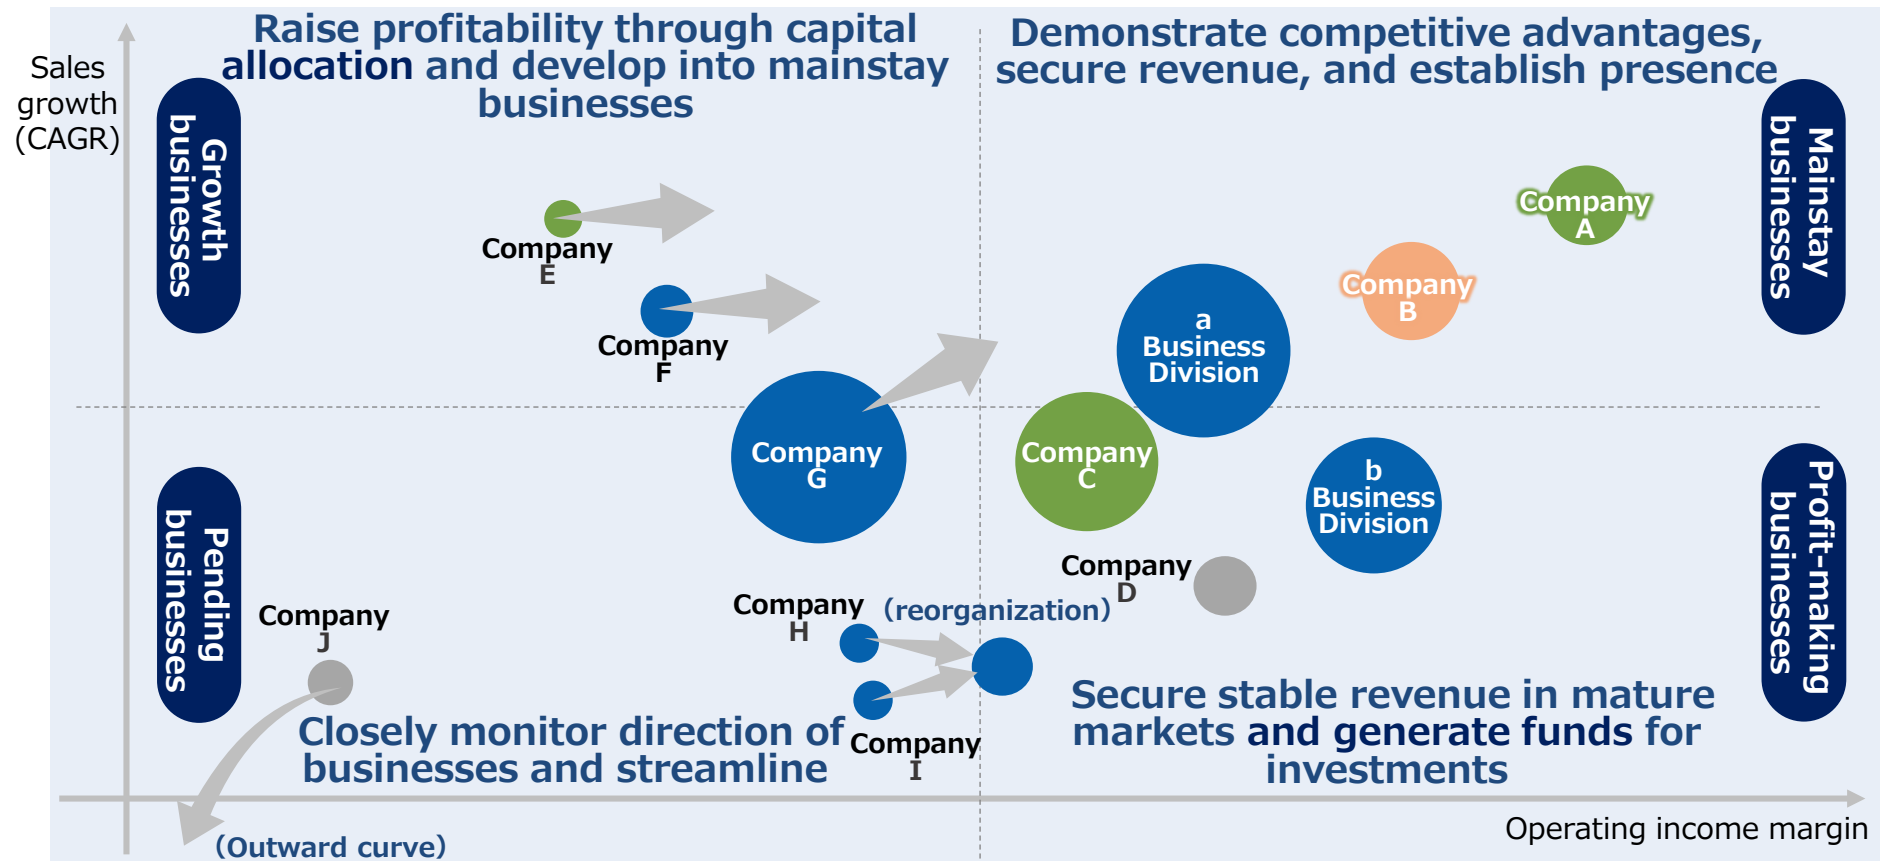 Raise profitability through capital
allocation and develop into mainstay
businesses
Demonstrate competitive advantages,
secure revenue, and establish presence
Sales
growth
(CAGR)
Growth
businesses
Mainstay
businesses
Company
A
Company
E
Company
B
a
Business
Division
Company
F
Company
G
Company
C
b
Business
Division
Pending
businesses
Profit-making
businesses
Company
D
Company
H
(reorganization)
Company
J
Closely monitor direction of
businesses and streamline
Company
I
Secure stable revenue in mature
markets and generate funds for
investments
(Outward curve)
Operating income margin